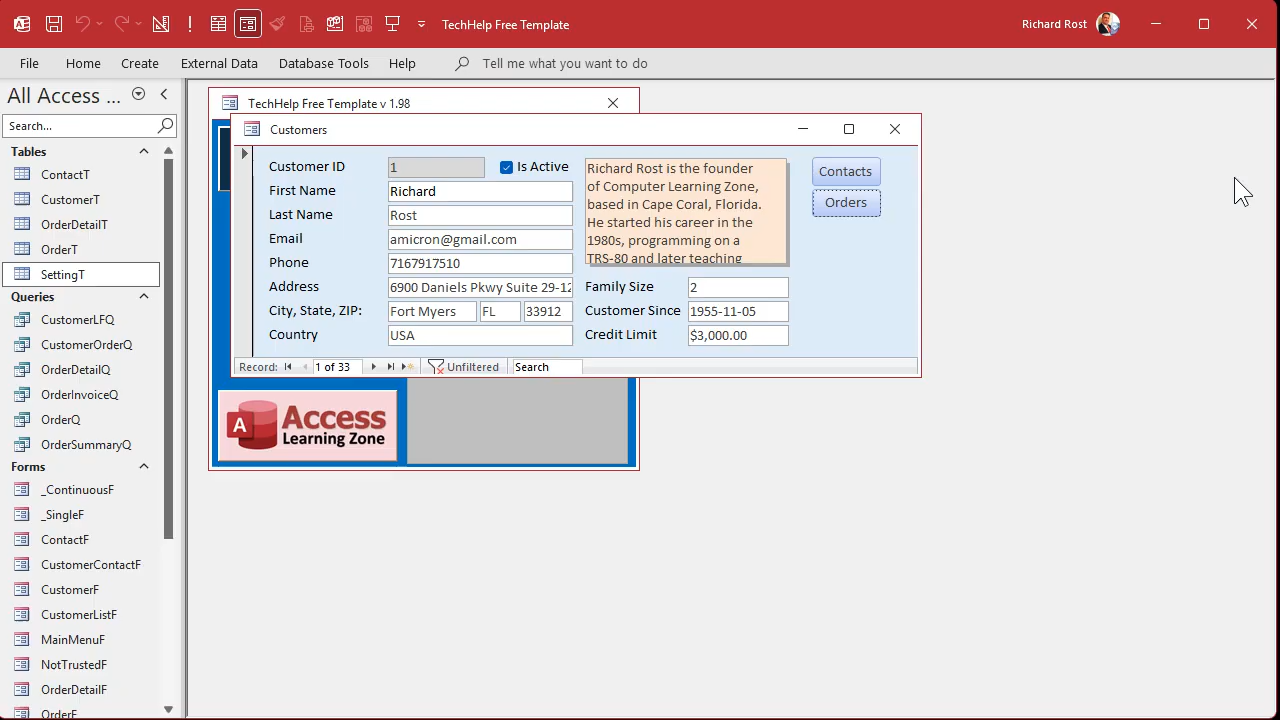 TechHelp Free Template
Richard Rost
File
Home
Create
External Data
Database Tools
Help
Tell me what you want to do
All Access ...
Search...
Tables
ContactT
CustomerT
OrderDetailT
OrderT
SettingT
Queries
CustomerLFQ
CustomerOrderQ
OrderDetailQ
OrderInvoiceQ
OrderQ
OrderSummaryQ
Forms
_ContinuousF
_SingleF
ContactF
CustomerContactF
CustomerF
CustomerListF
MainMenuF
NotTrustedF
OrderDetailF
OrderF
TechHelp Free Template v 1.98
Customers
Customer ID 1 Is Active
First Name Richard
Last Name Rost
Email amicron@gmail.com
Phone 7167917510
Address 6900 Daniels Pkwy Suite 29-12
City, State, ZIP: Fort Myers FL 33912
Country USA
Richard Rost is the founder
of Computer Learning Zone,
based in Cape Coral, Florida.
He started his career in the
1980s, programming on a
TRS-80 and later teaching
Family Size 2
Customer Since 1955-11-05
Credit Limit $3,000.00
Contacts
Orders
Record: 1 of 33 Unfiltered Search
A Access
Learning Zone